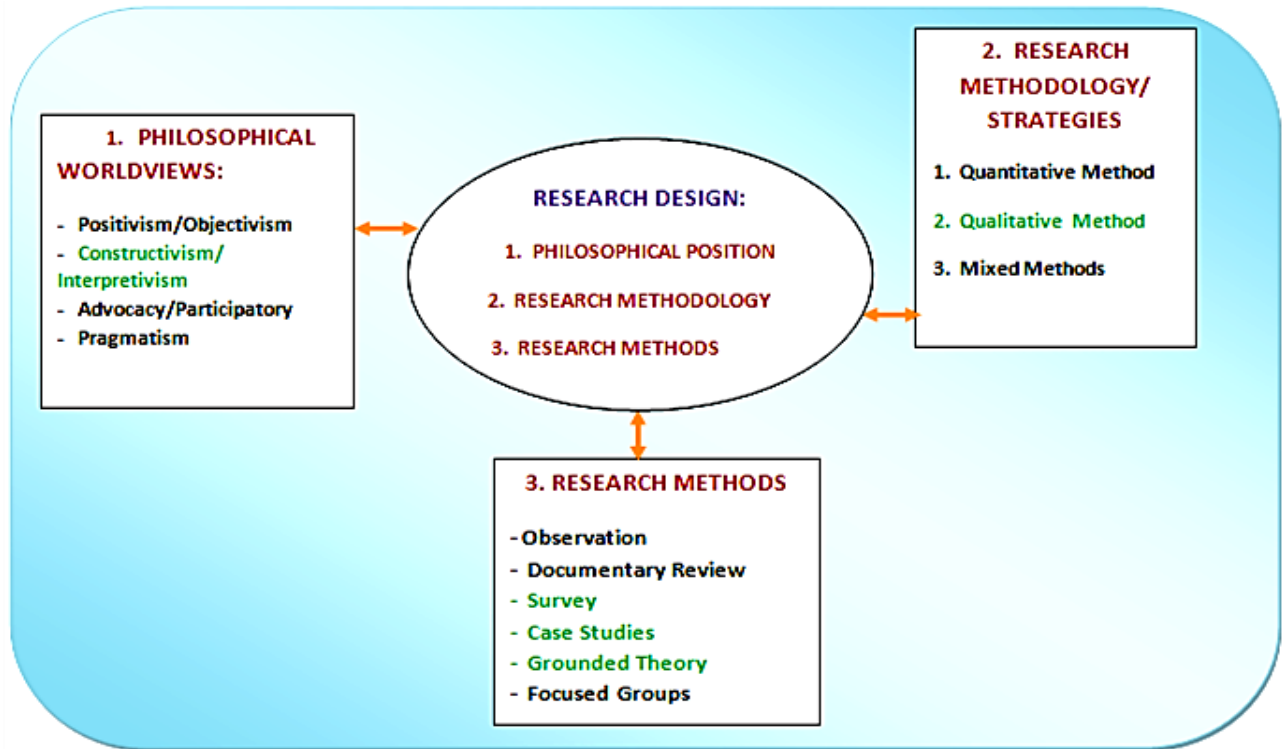 1. PHILOSOPHICAL
WORLDVIEWS:
- Positivism/Objectivism
- Constructivism/
Interpretivism
- Advocacy/Participatory
- Pragmatism
RESEARCH DESIGN:
1. PHILOSOPHICAL POSITION
2. RESEARCH METHODOLOGY
3. RESEARCH METHODS
2. RESEARCH
METHODOLOGY/
STRATEGIES
1. Quantitative Method
2. Qualitative Method
3. Mixed Methods
3. RESEARCH METHODS
- Observation
- Documentary Review
- Survey
- Case Studies
- Grounded Theory
- Focused Groups